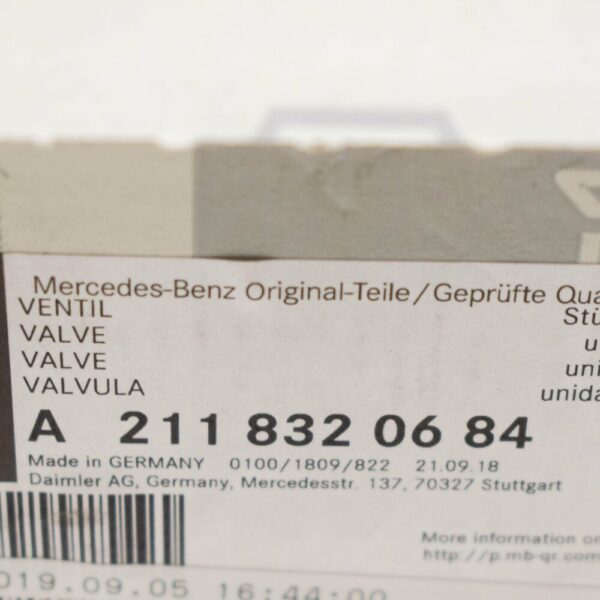 Mercedes-Benz Original-Teile/Geprüfte
VENTIL
VALVE
VALVE
VALVULA
A 211 832 06 84
Made in GERMANY 0100/1809/822 21.09.18
Daimler AG, Germany, Mercedesstr. 137, 70327 Stuttgart
More information
http://p.mb-qr.com
019.09.05 16:44:00